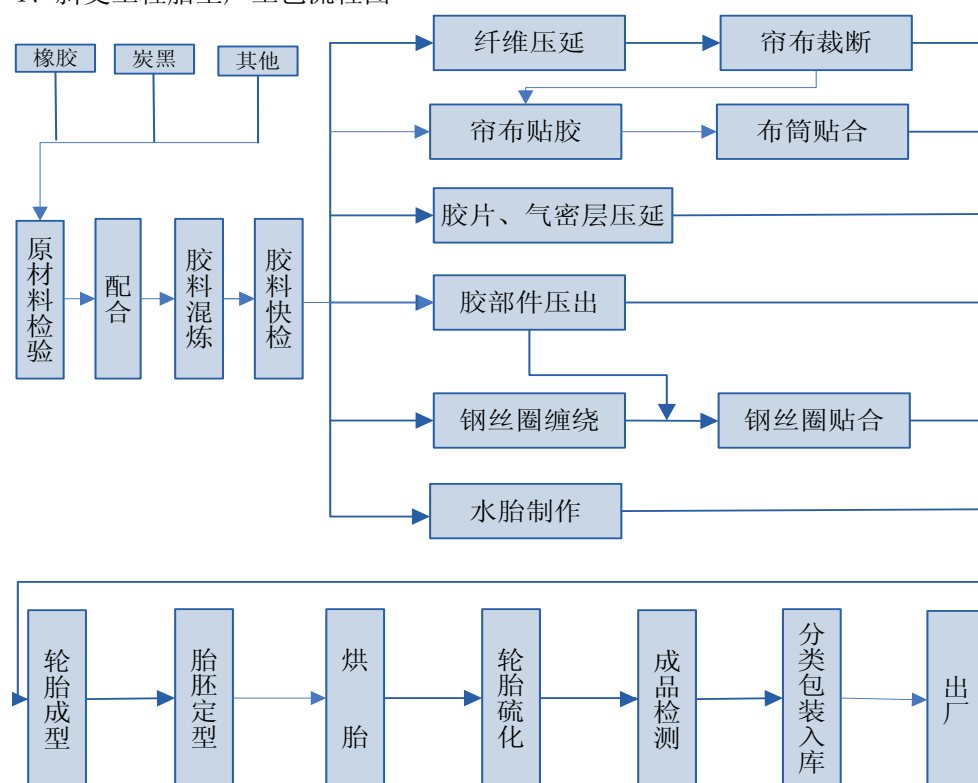 橡胶
炭黑
其他
原材料检验
配合
胶料混炼
胶料快检
纤维压延
帘布裁断
帘布贴胶
布筒贴合
胶片、气密层压延
胶部件压出
钢丝圈缠绕
钢丝圈贴合
水胎制作
轮胎成型
胎胚定型
烘胎
轮胎硫化
成品检测
分类包装入库
出厂